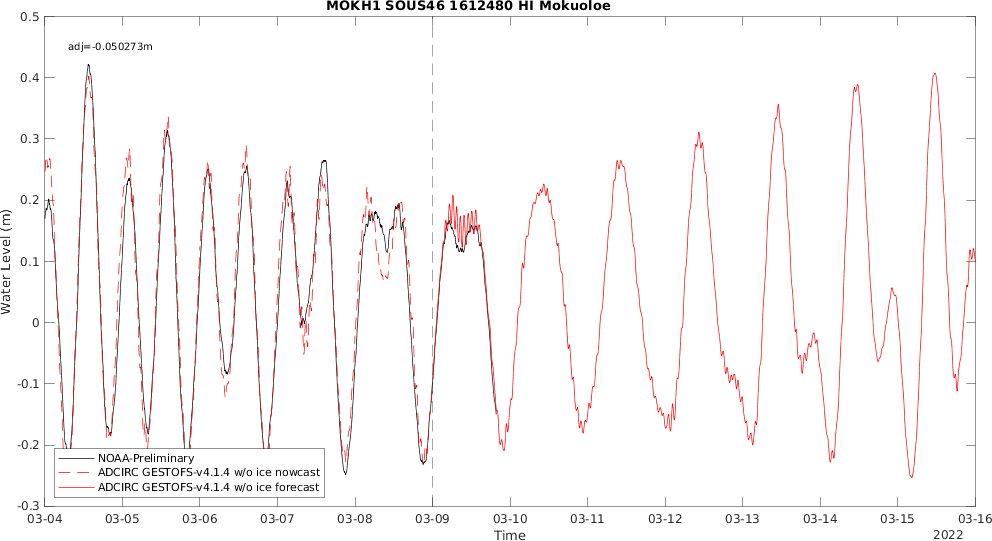 MOKH1 SOUS46 1612480 HI Mokuoloe
adj=-0.050273m
0.5
0.4
0.3
0.2
0.1
0
-0.1
-0.2
-0.3
Water Level (m)
NOAA-Preliminary
ADCIRC GESTOFS-v4.1.4 w/o ice nowcast
ADCIRC GESTOFS-v4.1.4 w/o ice forecast
03-04 03-05 03-06 03-07 03-08 03-09 03-10 03-11 03-12 03-13 03-14 03-15 03-16
Time
2022